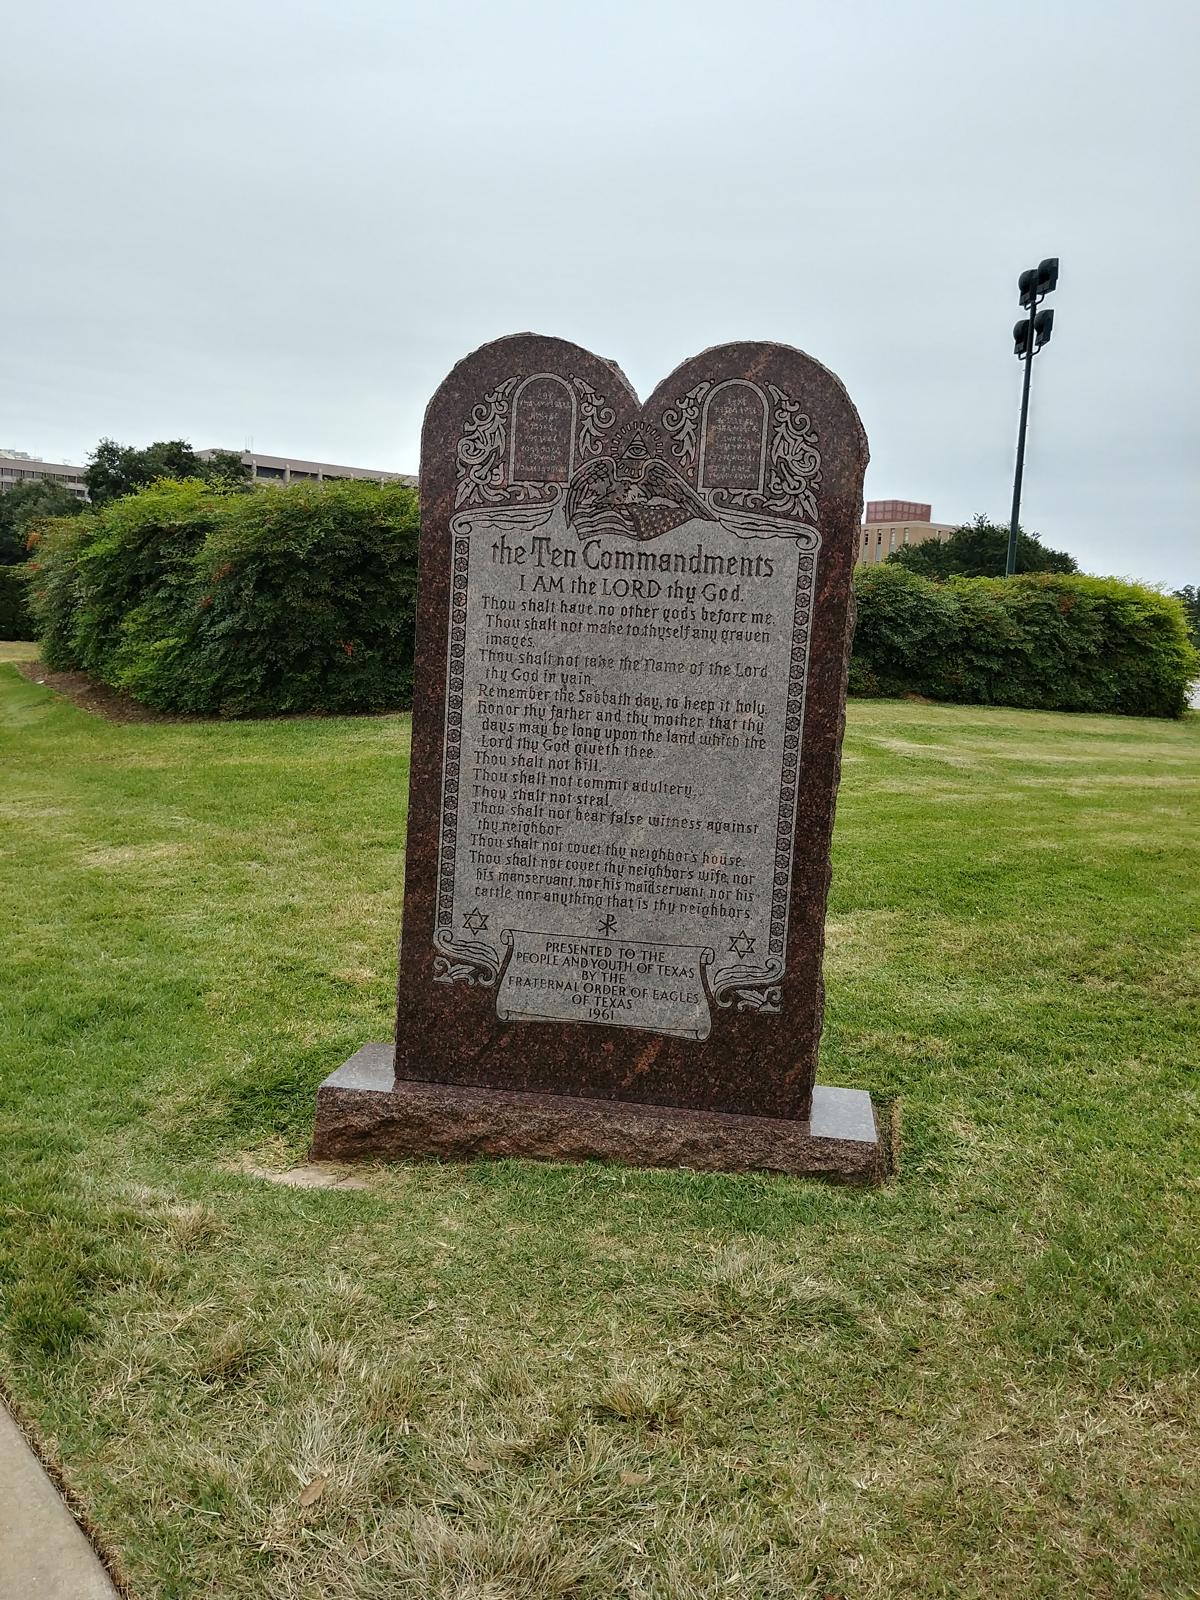 the Ten Commandments
I AM the LORD thy God.
Thou shalt have no other gods before me.
Thou shalt not make to thyself any graven
images.
Thou shalt not take the Name of the Lord
thy God in vain.
Remember the Sabbath day, to keep it holy.
Honor thy father and thy mother, that thy
days may be long upon the land which the
Lord thy God giveth thee.
Thou shalt not kill.
Thou shalt not commit adultery.
Thou shalt not steal.
Thou shalt not bear false witness against
thy neighbor.
Thou shalt not covet thy neighbor's house.
Thou shalt not covet thy neighbor's wife, nor
his manservant, nor his maidservant, nor his
cattle, nor anything that is thy neighbor's.
PRESENTED TO THE
PEOPLE AND YOUTH OF TEXAS
BY THE
FRATERNAL ORDER OF EAGLES
OF TEXAS
1961